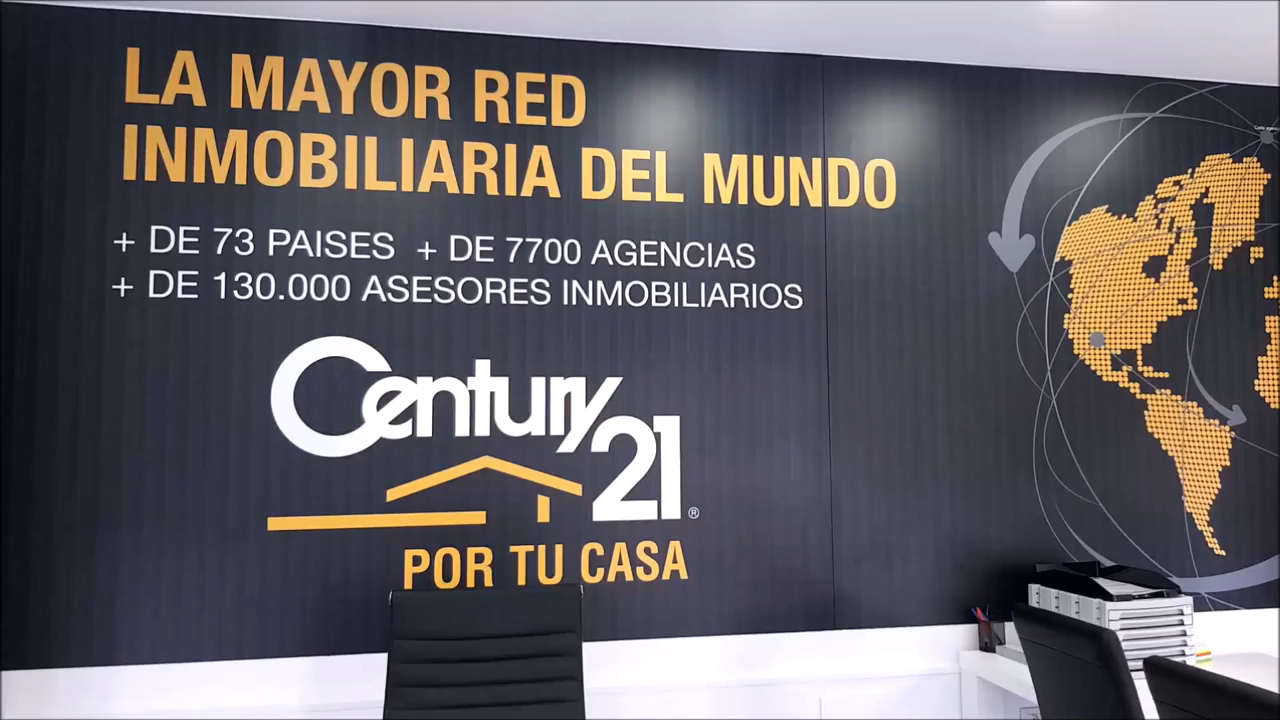 LA MAYOR RED
INMOBILIARIA DEL MUNDO
+ DE 73 PAISES + DE 7700 AGENCIAS
+ DE 130.000 ASESORES INMOBILIARIOS
Century
21®
POR TU CASA